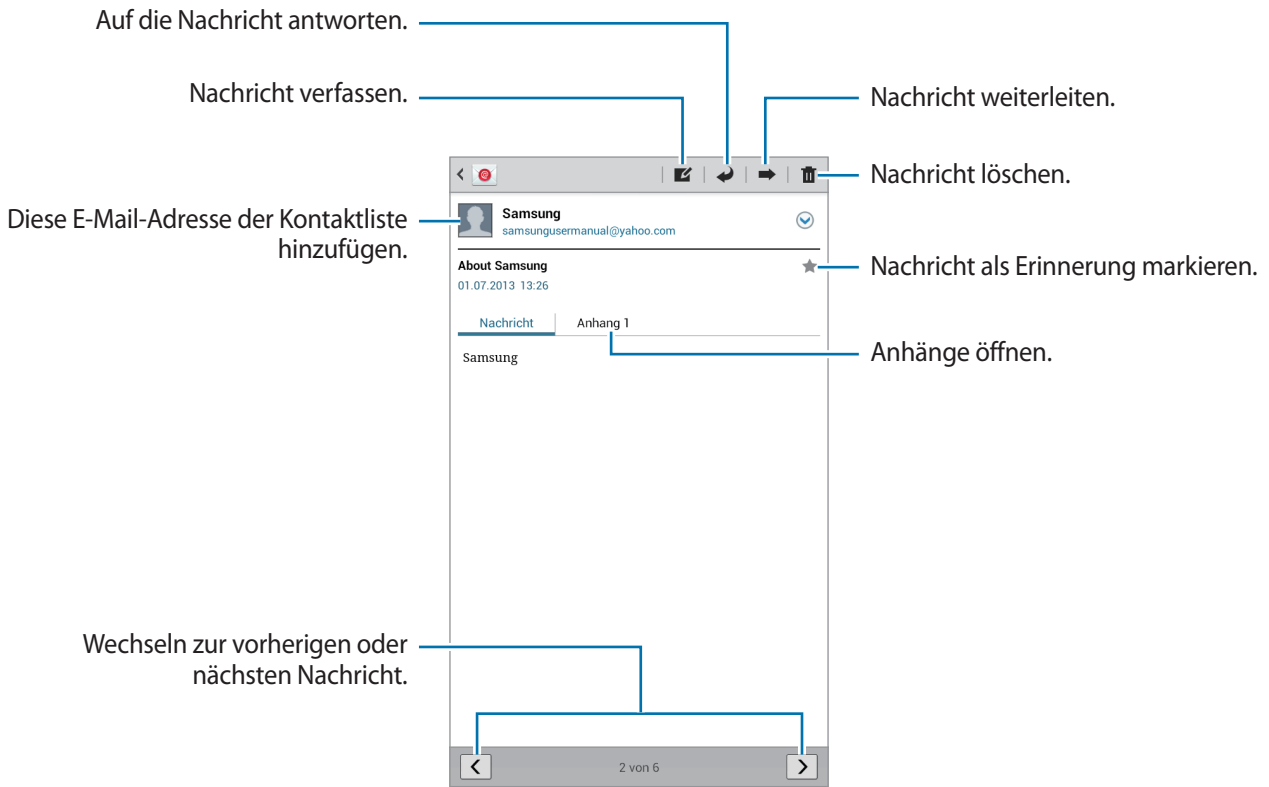 Auf die Nachricht antworten.
Nachricht verfassen.
Nachricht weiterleiten.
Nachricht löschen.
Diese E-Mail-Adresse der Kontaktliste
hinzufügen.
Samsung
samsungusermanual@yahoo.com
About Samsung
01.07.2013 13:26
Nachricht als Erinnerung markieren.
Nachricht
Anhang 1
Anhänge öffnen.
Samsung
Wechseln zur vorherigen oder
nächsten Nachricht.
2 von 6